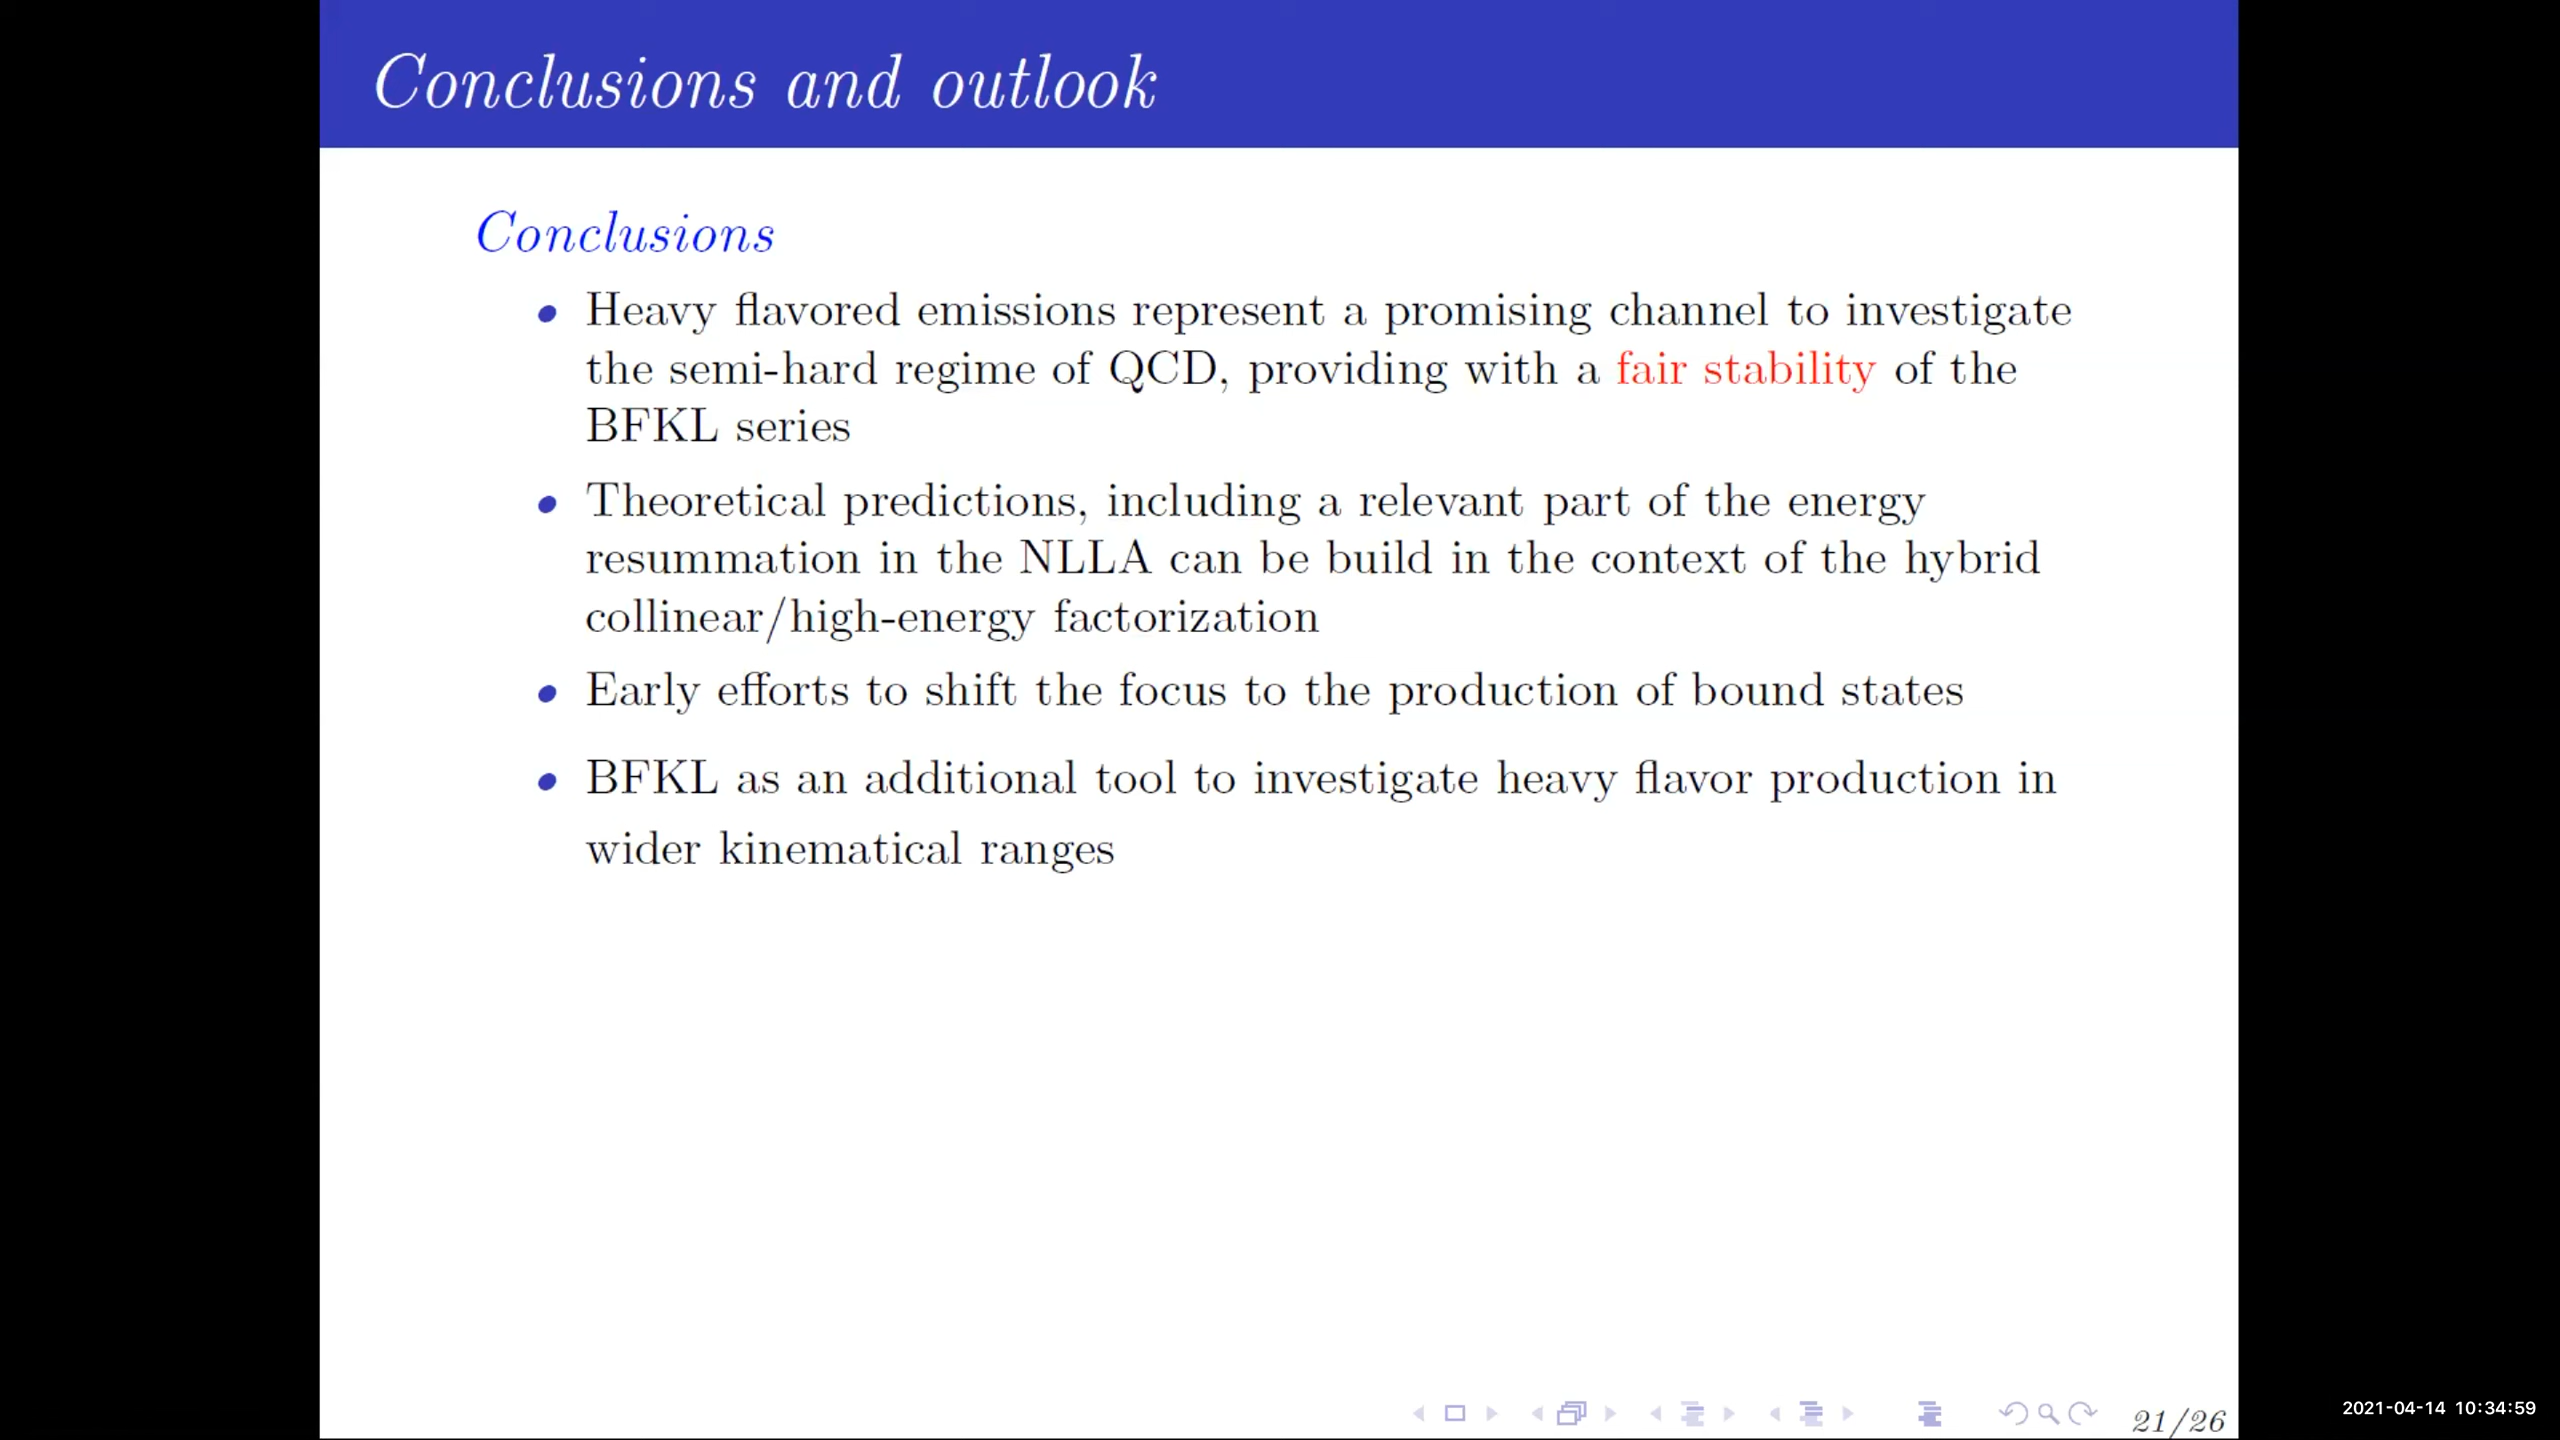 Conclusions and outlook
Conclusions
Heavy flavored emissions represent a promising channel to investigate
the semi-hard regime of QCD, providing with a fair stability of the
BFKL series
Theoretical predictions, including a relevant part of the energy
resummation in the NLLA can be build in the context of the hybrid
collinear/high-energy factorization
Early efforts to shift the focus to the production of bound states
BFKL as an additional tool to investigate heavy flavor production in
wider kinematical ranges
21/26
2021-04-14 10:34:59